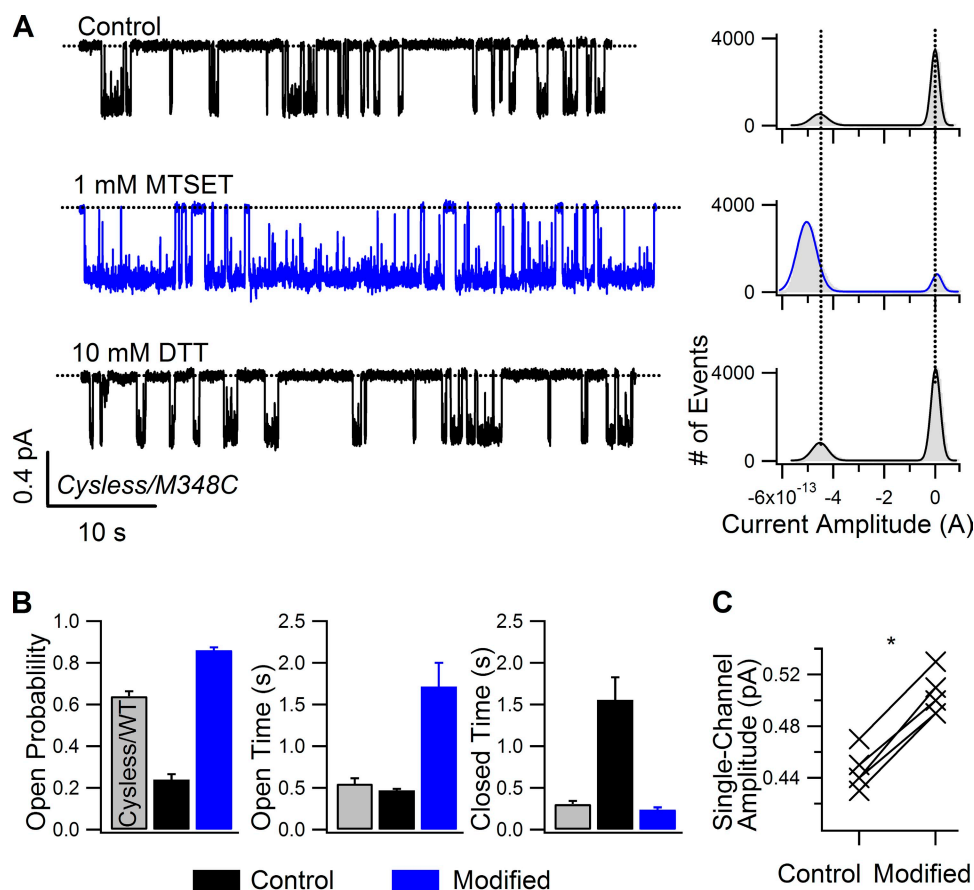 A
Control
1 mM MTSET
10 mM DTT
0.4 pA
Cysless/M348C
10 s
4000
0
4000
0
4000
0
# of Events
-6x10-13 -4 -2 0
Current Amplitude (A)
B
Open Probablility
1.0
0.8
0.6
0.4
0.2
0.0
Cysless/WT
Open Time (s)
2.5
2.0
1.5
1.0
0.5
0.0
Closed Time (s)
2.5
2.0
1.5
1.0
0.5
0.0
Control Modified
C
Single-Channel
Amplitude (pA)
*
0.52
0.48
0.44
Control Modified